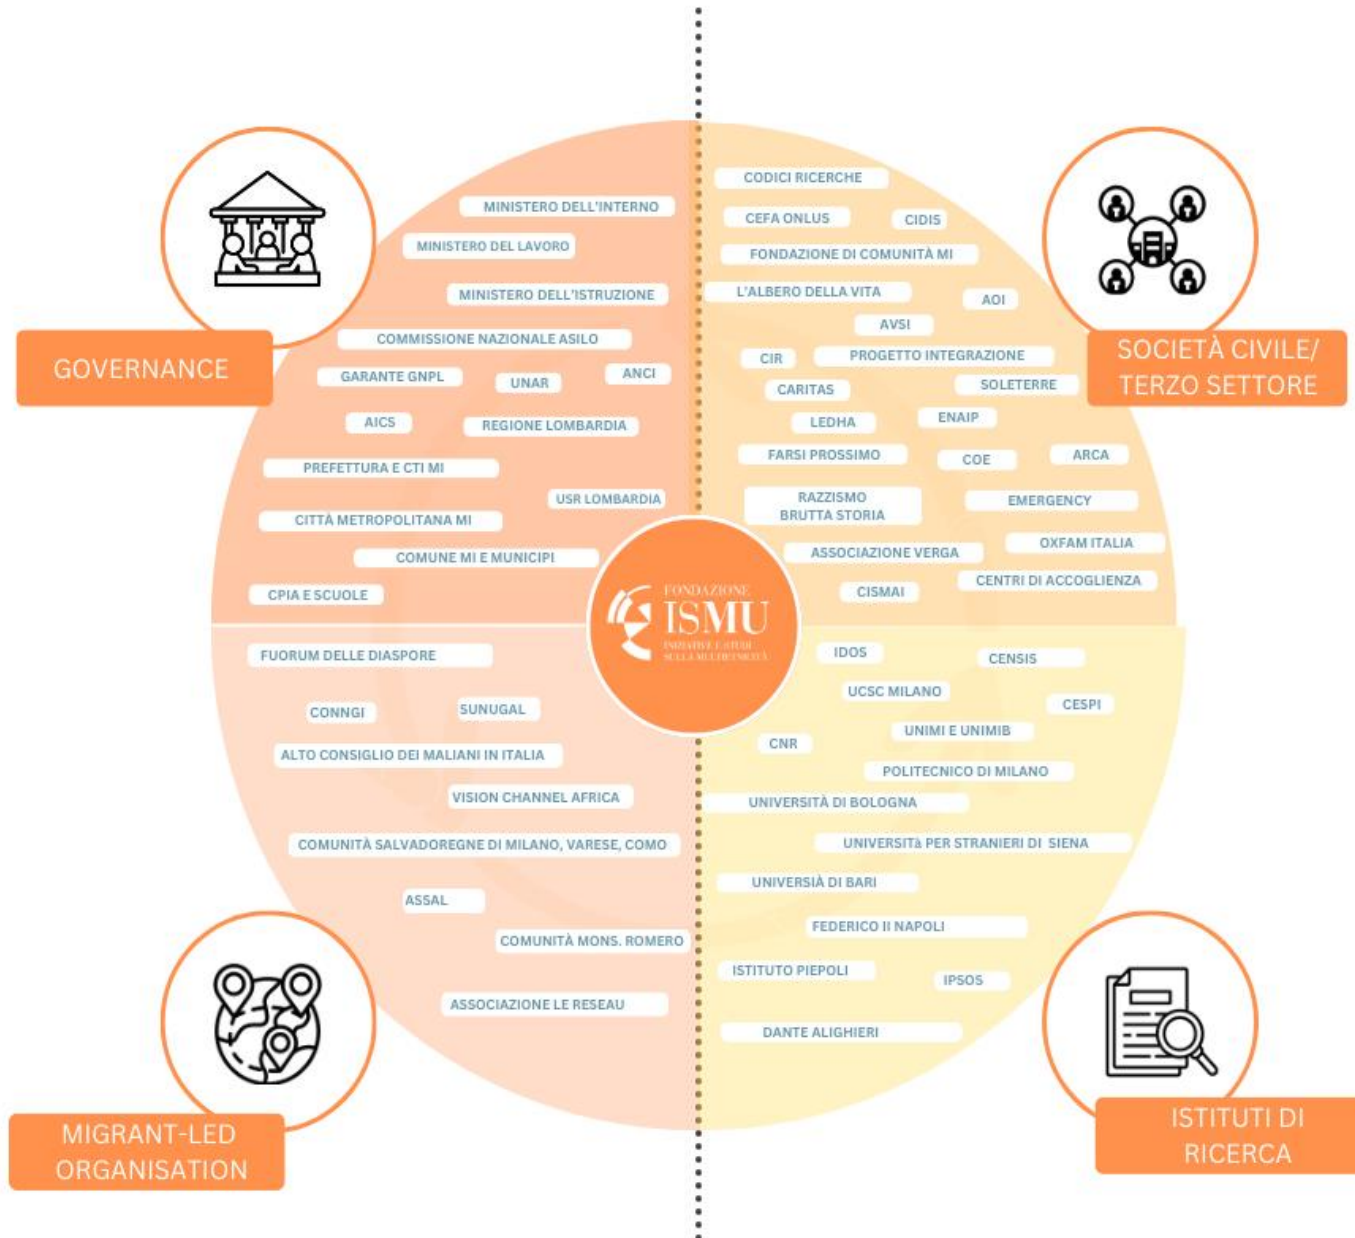 GOVERNANCE
MINISTERO DELL'INTERNO
MINISTERO DEL LAVORO
MINISTERO DELL'ISTRUZIONE
COMMISSIONE NAZIONALE ASILO
GARANTE GNPL
UNAR
ANCI
AICS
REGIONE LOMBARDIA
PREFETTURA E CTI MI
USR LOMBARDIA
CITTÀ METROPOLITANA MI
COMUNE MI E MUNICIPI
CPIA E SCUOLE
SOCIETÀ CIVILE/
TERZO SETTORE
CODICI RICERCHE
CEFA ONLUS
CIDIS
FONDAZIONE DI COMUNITÀ MI
L'ALBERO DELLA VITA
AOI
AVSI
CIR
PROGETTO INTEGRAZIONE
CARITAS
SOLETERRE
LEDHA
ENAIP
FARSI PROSSIMO
COE
ARCA
RAZZISMO
BRUTTA STORIA
EMERGENCY
ASSOCIAZIONE VERGA
OXFAM ITALIA
CISMAI
CENTRI DI ACCOGLIENZA
FONDAZIONE
ISMU
INIZIATIVE E STUDI
SULLA MULTIETNICITÀ
FUORUM DELLE DIASPORE
CONNGI
SUNUGAL
ALTO CONSIGLIO DEI MALIANI IN ITALIA
VISION CHANNEL AFRICA
COMUNITÀ SALVADOREGNE DI MILANO, VARESE, COMO
ASSAL
COMUNITÀ MONS. ROMERO
ASSOCIAZIONE LE RESEAU
MIGRANT-LED
ORGANISATION
IDOS
CENSIS
UCSC MILANO
CESPI
UNIMI E UNIMIB
CNR
POLITECNICO DI MILANO
UNIVERSITÀ DI BOLOGNA
UNIVERSITà PER STRANIERI DI SIENA
UNIVERSIÀ DI BARI
FEDERICO II NAPOLI
ISTITUTO PIEPOLI
IPSOS
DANTE ALIGHIERI
ISTITUTI DI
RICERCA